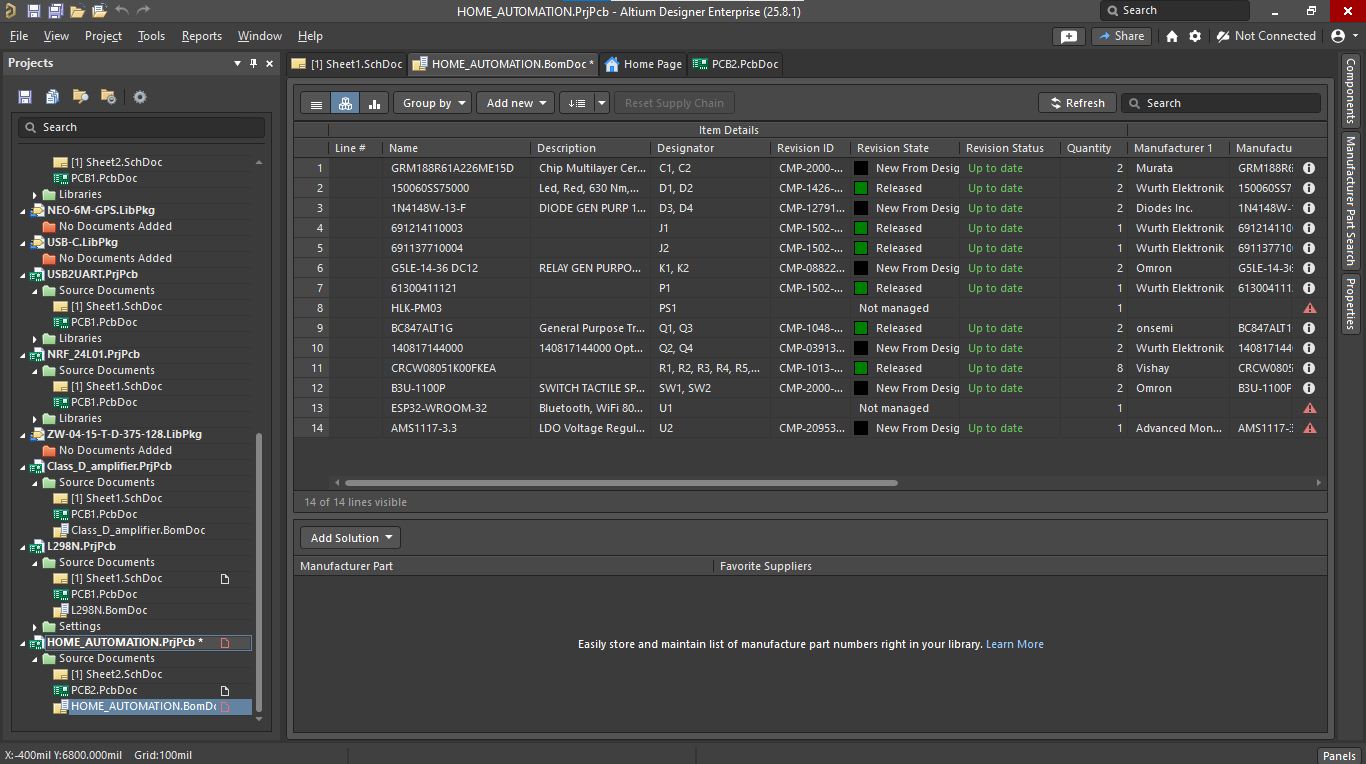 HOME_AUTOMATION.PrjPcb - Altium Designer Enterprise (25.8.1)
Search
File View Project Tools Reports Window Help
Share
Not Connected
Projects
[1] Sheet1.SchDoc HOME_AUTOMATION.BomDoc * Home Page PCB2.PcbDoc
Search
[1] Sheet2.SchDoc
PCB1.PcbDoc
Libraries
NEO-6M-GPS.LibPkg
No Documents Added
USB-C.LibPkg
No Documents Added
USB2UART.PrjPcb
Source Documents
[1] Sheet1.SchDoc
PCB1.PcbDoc
Libraries
NRF_24L01.PrjPcb
Source Documents
[1] Sheet1.SchDoc
PCB1.PcbDoc
Libraries
ZW-04-15-T-D-375-128.LibPkg
No Documents Added
Class_D_amplifier.PrjPcb
Source Documents
[1] Sheet1.SchDoc
PCB1.PcbDoc
Class_D_amplifier.BomDoc
L298N.PrjPcb
Source Documents
[1] Sheet1.SchDoc
PCB1.PcbDoc
L298N.BomDoc
Settings
HOME_AUTOMATION.PrjPcb *
Source Documents
[1] Sheet2.SchDoc
PCB2.PcbDoc
HOME_AUTOMATION.BomDo
Group by Add new Reset Supply Chain Refresh Search
Item Details
Line # Name Description Designator Revision ID Revision State Revision Status Quantity Manufacturer 1 Manufactu
1 GRM188R61A226ME15D Chip Multilayer Cer... C1, C2 CMP-2000-... New From Desig Up to date 2 Murata GRM188R6
2 150060SS75000 Led, Red, 630 Nm,... D1, D2 CMP-1426-... Released Up to date 2 Wurth Elektronik 150060SS7
3 1N4148W-13-F DIODE GEN PURP 1... D3, D4 CMP-12791... New From Desig Up to date 2 Diodes Inc. 1N4148W-
4 691214110003 J1 CMP-1502-... Released Up to date 1 Wurth Elektronik 69121411
5 691137710004 J2 CMP-1502-... Released Up to date 1 Wurth Elektronik 69113771
6 G5LE-14-36 DC12 RELAY GEN PURPO... K1, K2 CMP-08822... New From Desig Up to date 2 Omron G5LE-14-3
7 61300411121 P1 CMP-1502-... Released Up to date 1 Wurth Elektronik 613004111
8 HLK-PM03 PS1 Not managed 1
9 BC847ALT1G General Purpose Tr... Q1, Q3 CMP-1048-... Released Up to date 2 onsemi BC847ALT1
10 140817144000 140817144000 Opt... Q2, Q4 CMP-03913... New From Desig Up to date 2 Wurth Elektronik 140817144
11 CRCW08051K00FKEA R1, R2, R3, R4, R5,... CMP-1013-... Released Up to date 8 Vishay CRCW0805
12 B3U-1100P SWITCH TACTILE SP... SW1, SW2 CMP-2000-... New From Desig Up to date 2 Omron B3U-1100P
13 ESP32-WROOM-32 Bluetooth, WiFi 80... U1 Not managed 1
14 AMS1117-3.3 LDO Voltage Regul... U2 CMP-20953... New From Desig Up to date 1 Advanced Mon... AMS1117-3
14 of 14 lines visible
Add Solution
Manufacturer Part Favorite Suppliers
Easily store and maintain list of manufacture part numbers right in your library. Learn More
Components
Manufacturer Part Search
Properties
X:-400mil Y:6800.000mil Grid:100mil
Panels